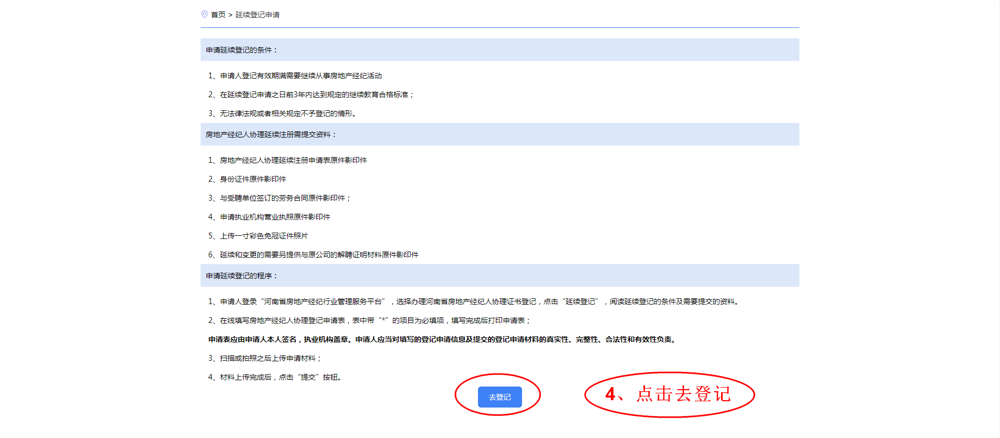 首页 > 延续登记申请
申请延续登记的条件：
1、申请人登记有效期满需要继续从事房地产经纪活动
2、在延续登记申请之日前3年内达到规定的继续教育合格标准；
3、无法律法规或者相关规定不予登记的情形。
房地产经纪人协理延续注册需提交资料：
1、房地产经纪人协理延续注册申请表原件影印件
2、身份证件原件影印件
3、与受聘单位签订的劳务合同原件影印件；
4、申请执业机构营业执照原件影印件
5、上传一寸彩色免冠证件照片
6、延续和变更的需要另提供与原公司的解聘证明材料原件影印件
申请延续登记的程序：
1、申请人登录“河南省房地产经纪行业管理服务平台”，选择办理河南省房地产经纪人协理证书登记，点击“延续登记”，阅读延续登记的条件及需要提交的资料。
2、在线填写房地产经纪人协理登记申请表，表中带“*”的项目为必填项，填写完成后打印申请表；
申请表应由申请人本人签名，执业机构盖章。申请人应当对填写的登记申请信息及提交的登记申请材料的真实性、完整性、合法性和有效性负责。
3、扫描或拍照之后上传申请材料；
4、材料上传完成后，点击“提交”按钮。
去登记
4、点击去登记